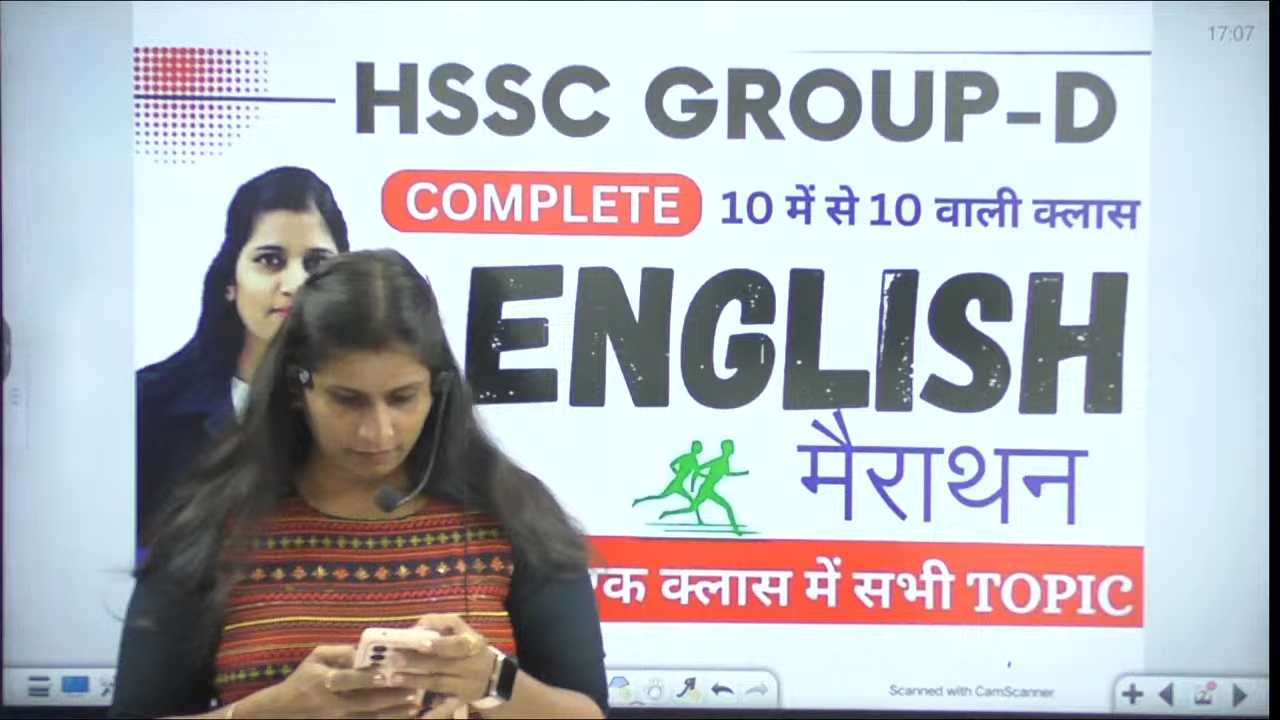 17:07
HSSC GROUP-D
COMPLETE 10 में से 10 वाली क्लास
ENGLISH
मैराथन
क्लास में सभी TOPIC
Scanned with CamScanner